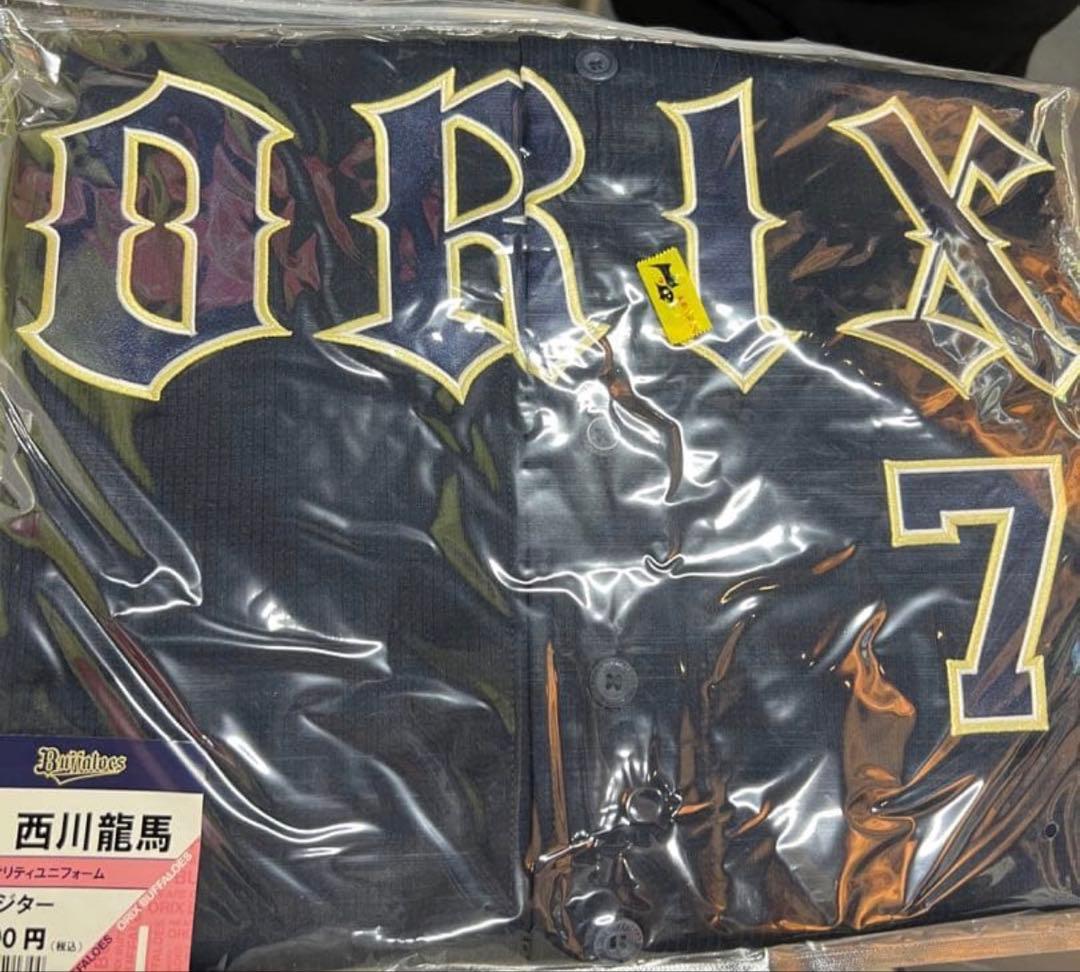 ORIX
7
Buffaloes
西川龍馬
リティユニフォーム
ジター
0円(税込)
ORIX BUFFALOES
FALOES